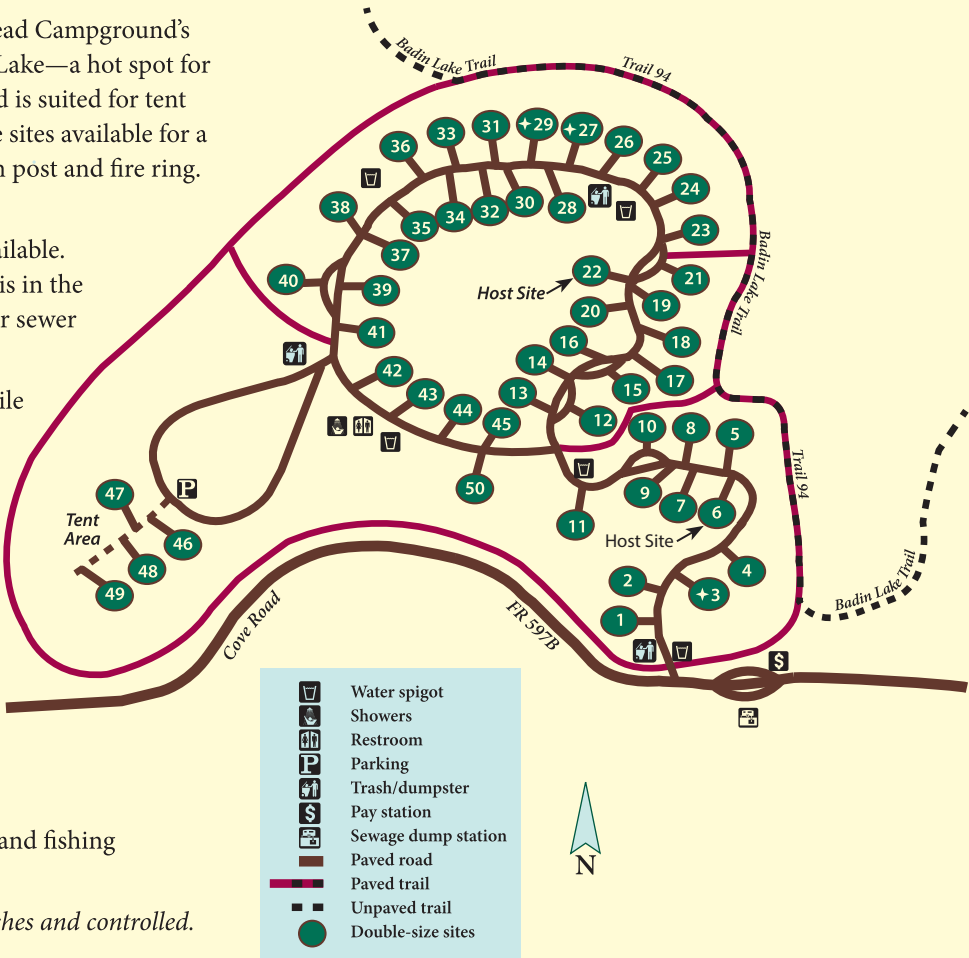 ead Campground's
Lake—a hot spot for
d is suited for tent
e sites available for a
n post and fire ring.
ailable.
is in the
r sewer
ile
and fishing
ches and controlled.
Badin Lake Trail
Trail 94
36
33
31
✦29
✦27
26
25
24
23
38
35
34
32
30
28
37
22
21
Host Site
Badin Lake Trail
40
39
20
19
41
16
18
14
42
15
17
13
43
12
44
45
10
8
5
50
9
7
6
Trail 94
11
Host Site
P
47
Tent
Area
46
48
49
2
4
✦3
1
Badin Lake Trail
Cove Road
FR 597B
$
Water spigot
Showers
Restroom
P Parking
Trash/dumpster
$ Pay station
Sewage dump station
Paved road
Paved trail
Unpaved trail
Double-size sites
N